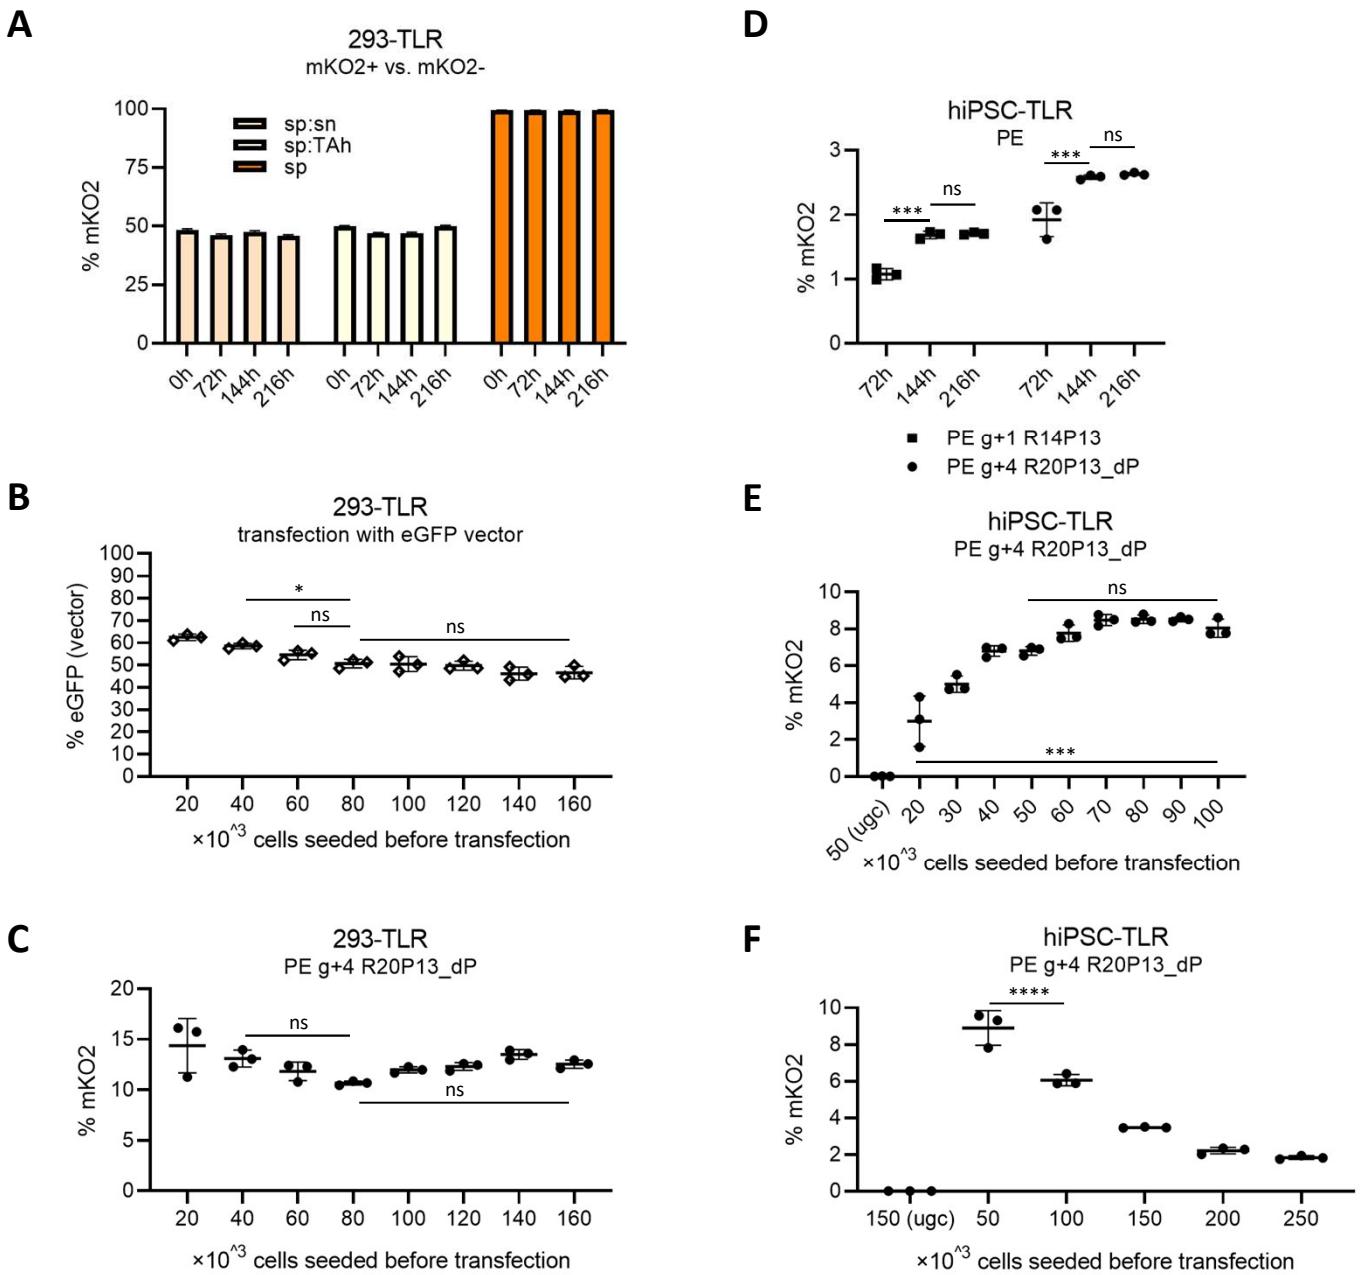 A
293-TLR
mKO2+ vs. mKO2-
% mKO2
100
75
50
25
0
sp:sn
sp:TAh
sp
0h 72h 144h 216h 0h 72h 144h 216h 0h 72h 144h 216h
B
293-TLR
transfection with eGFP vector
% eGFP (vector)
100
90
80
70
60
50
40
30
20
10
0
*
ns
ns
20 40 60 80 100 120 140 160
×10^3 cells seeded before transfection
C
293-TLR
PE g+4 R20P13_dP
% mKO2
20
15
10
5
0
ns
ns
20 40 60 80 100 120 140 160
×10^3 cells seeded before transfection
D
hiPSC-TLR
PE
% mKO2
3
2
1
0
*** ns
*** ns
72h 144h 216h 72h 144h 216h
PE g+1 R14P13
PE g+4 R20P13_dP
E
hiPSC-TLR
PE g+4 R20P13_dP
% mKO2
10
8
6
4
2
0
ns
***
50 (ugc) 20 30 40 50 60 70 80 90 100
×10^3 cells seeded before transfection
F
hiPSC-TLR
PE g+4 R20P13_dP
% mKO2
10
8
6
4
2
0
****
150 (ugc) 50 100 150 200 250
×10^3 cells seeded before transfection